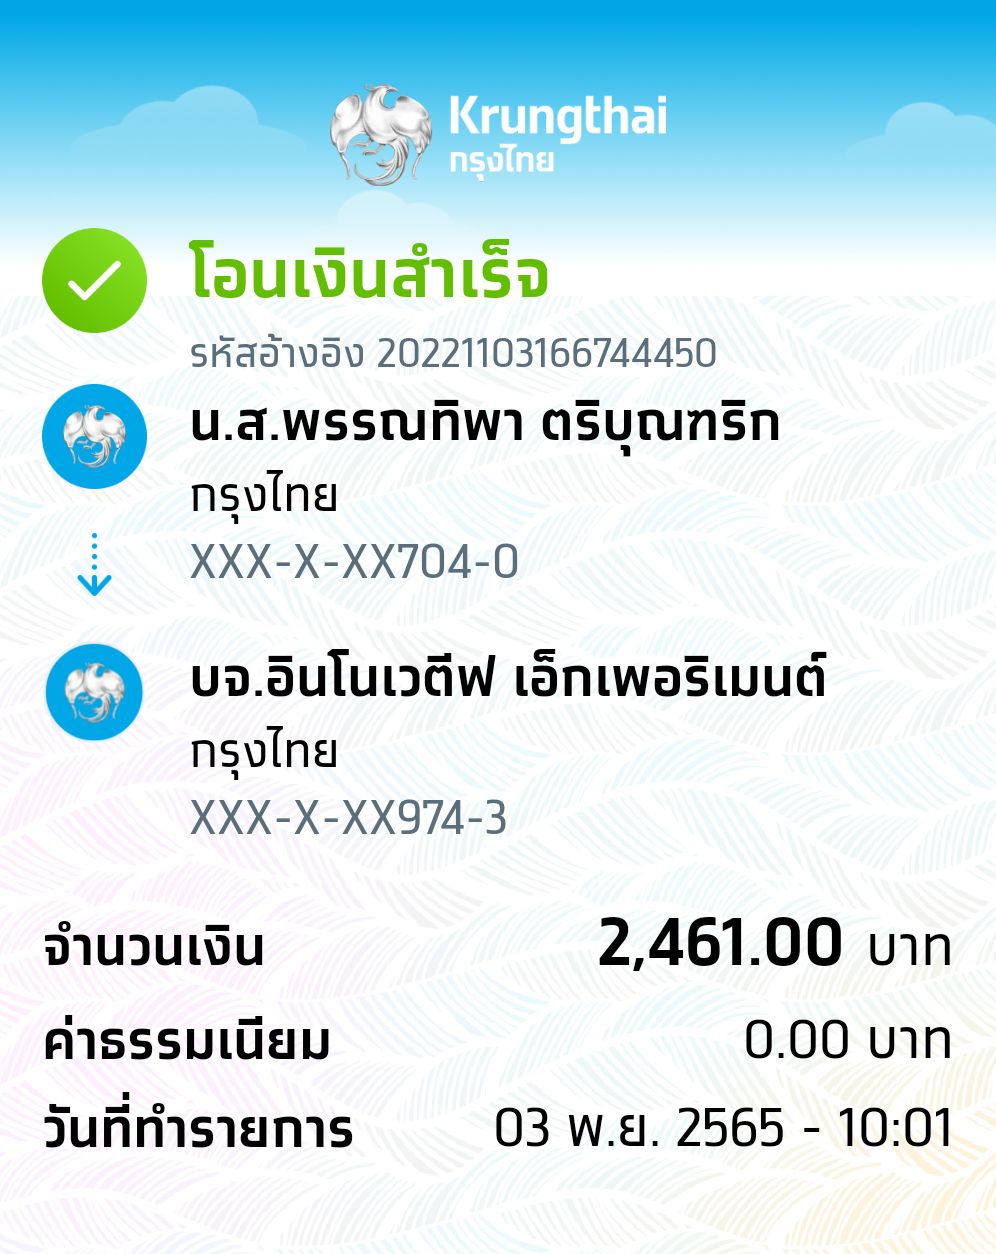 Krungthai
กรุงไทย
โอนเงินสำเร็จ
รหัสอ้างอิง 20221103166744450
น.ส.พรรณทิพา ตริบุณฑริก
กรุงไทย
XXX-X-XX704-0
บจ.อินโนเวตีฟ เอ็กเพอริเมนต์
กรุงไทย
XXX-X-XX974-3
จำนวนเงิน 2,461.00 บาท
ค่าธรรมเนียม 0.00 บาท
วันที่ทำรายการ 03 พ.ย. 2565 - 10:01